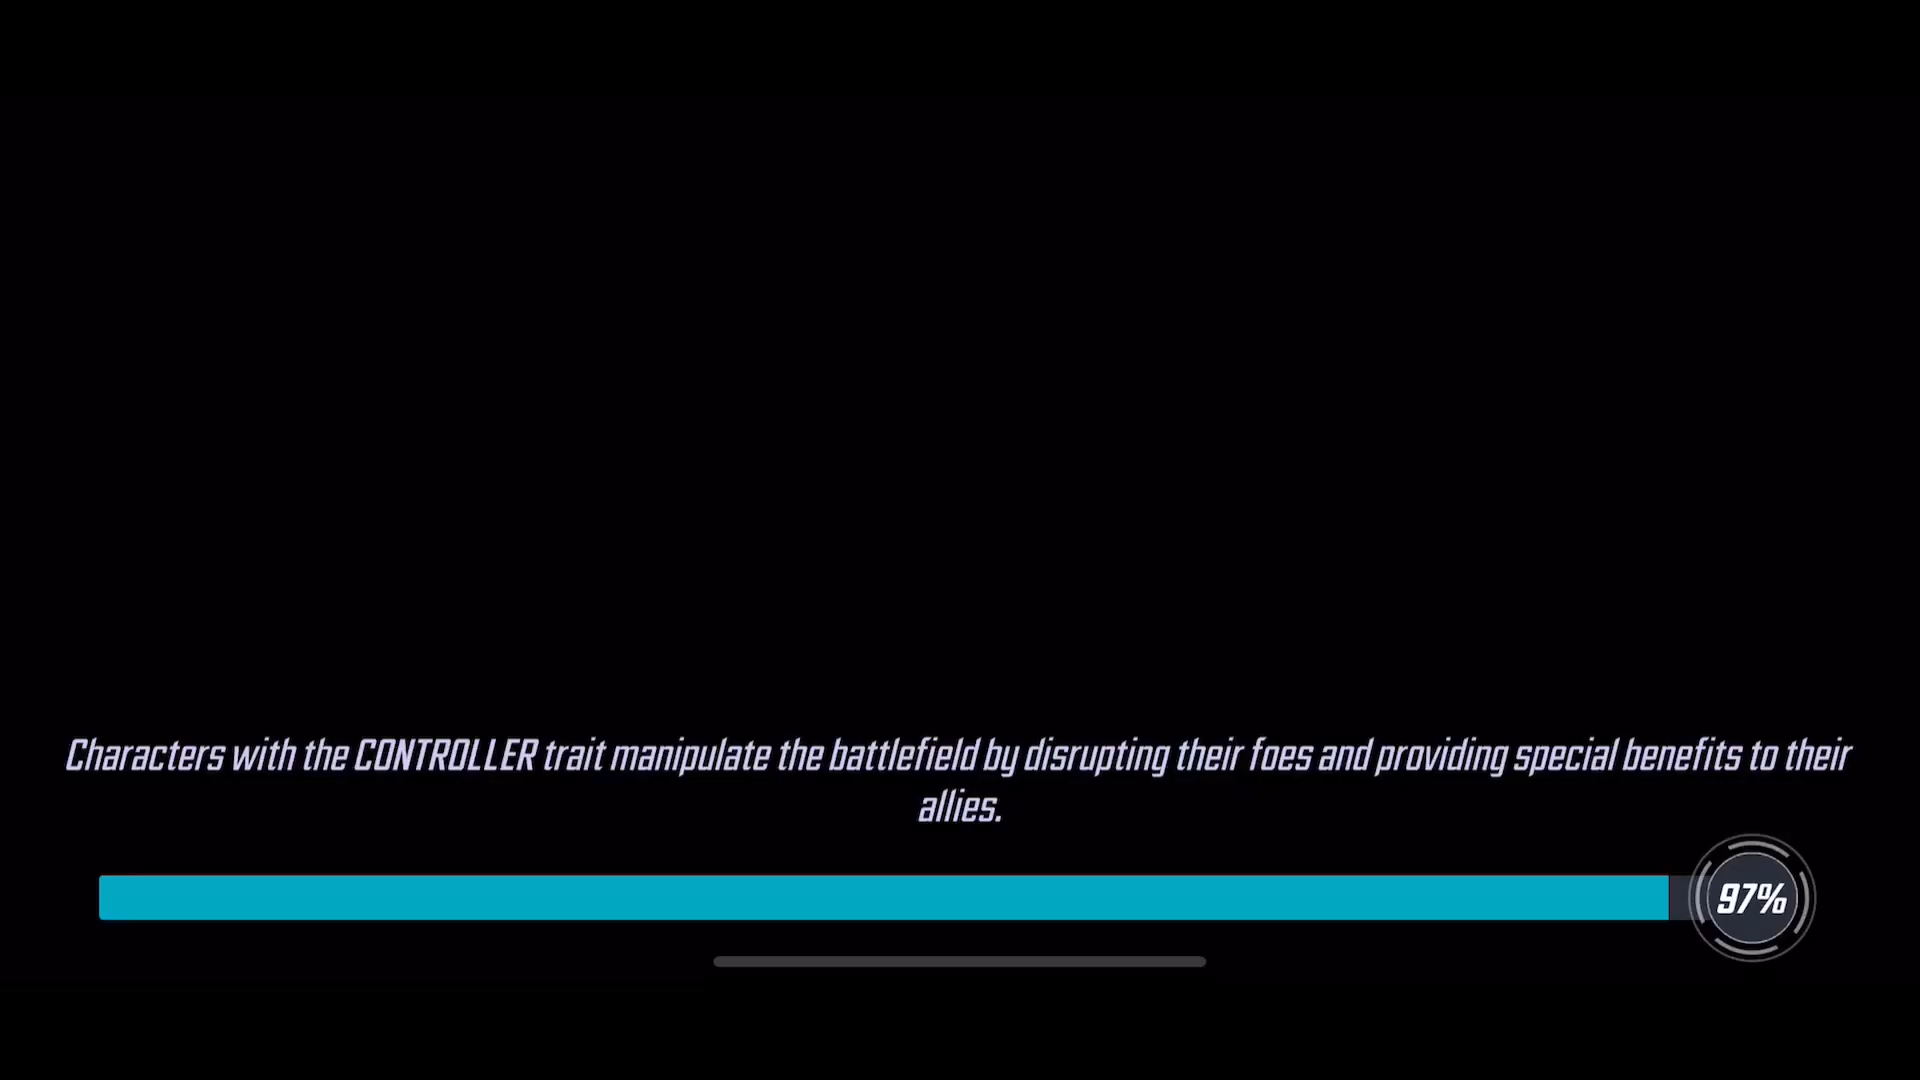 Characters with the CONTROLLER trait manipulate the battlefield by disrupting their foes and providing special benefits to their
allies.
97%